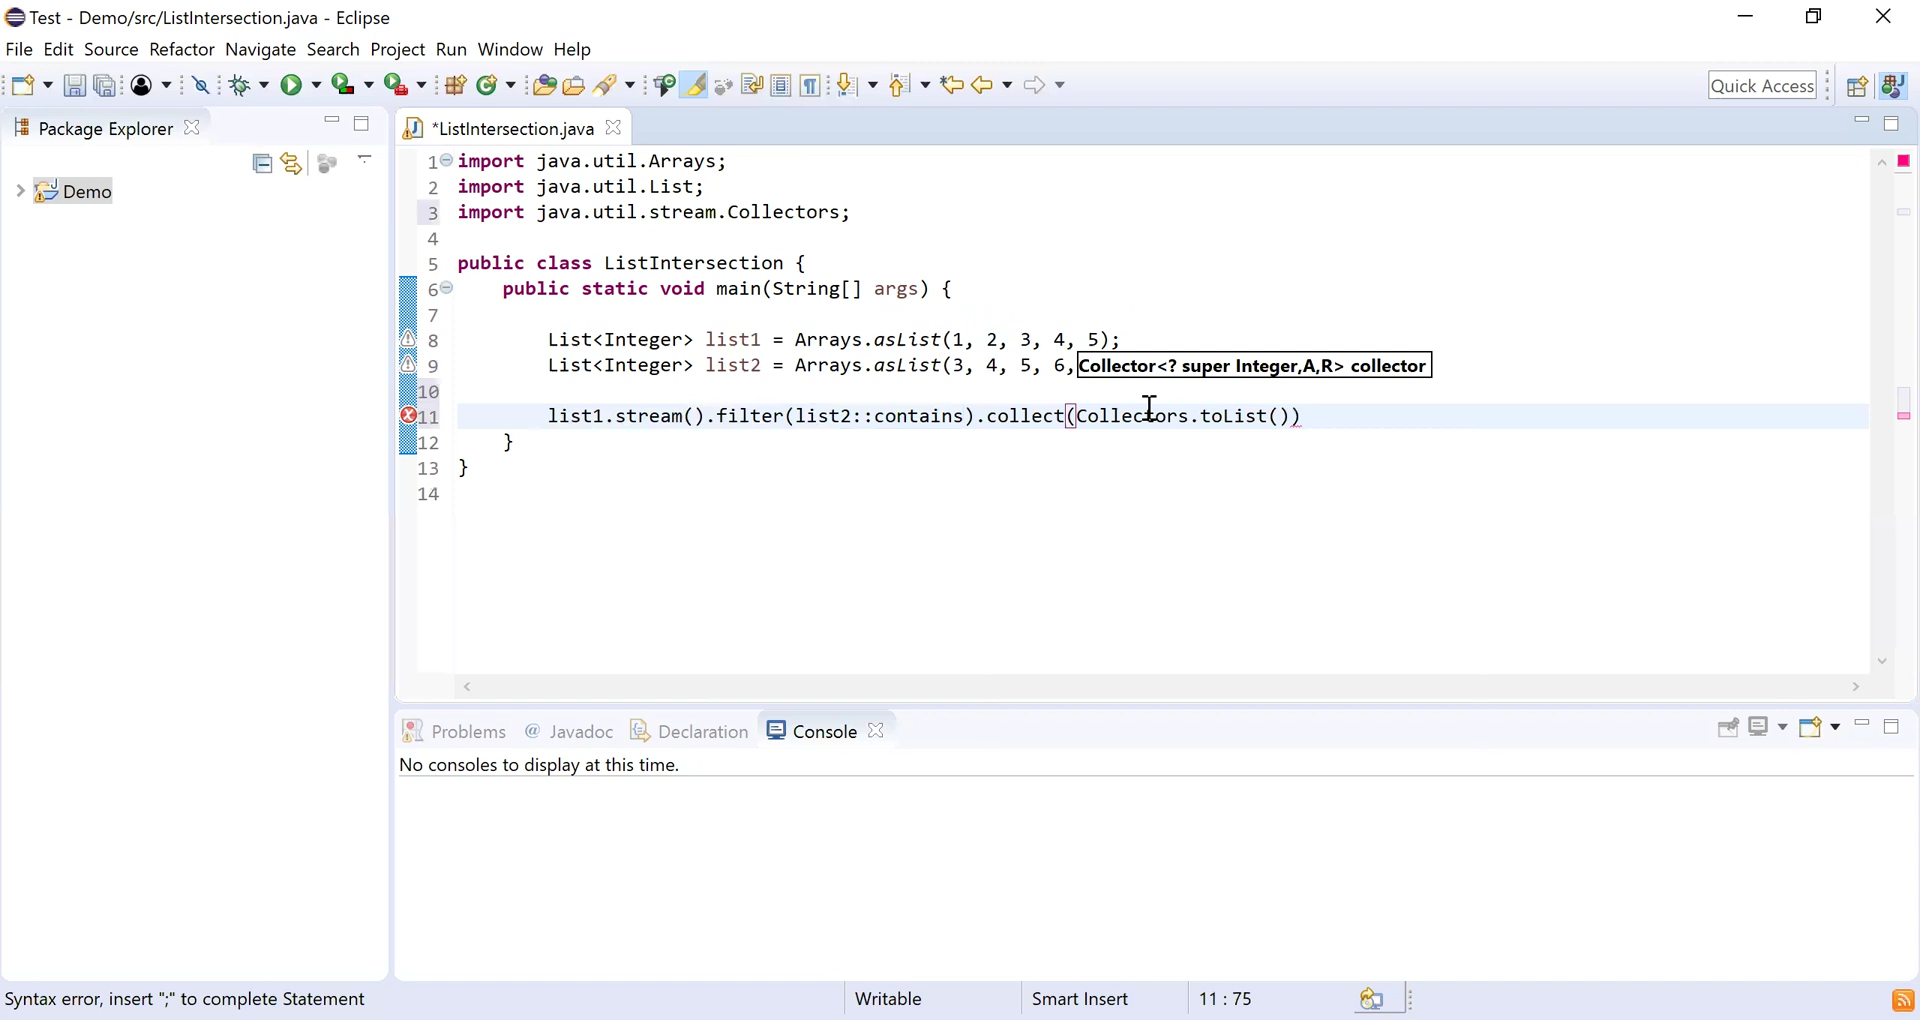 Test - Demo/src/ListIntersection.java - Eclipse
File Edit Source Refactor Navigate Search Project Run Window Help
Quick Access
Package Explorer
*ListIntersection.java
Demo
1 import java.util.Arrays;
2 import java.util.List;
3 import java.util.stream.Collectors;
4
5 public class ListIntersection {
6 public static void main(String[] args) {
7
8 List<Integer> list1 = Arrays.asList(1, 2, 3, 4, 5);
9 List<Integer> list2 = Arrays.asList(3, 4, 5, 6, Collector<? super Integer,A,R> collector
10
11 list1.stream().filter(list2::contains).collect(Collectors.toList())
12 }
13 }
14
Problems @ Javadoc Declaration Console
No consoles to display at this time.
Syntax error, insert ";" to complete Statement Writable Smart Insert 11 : 75